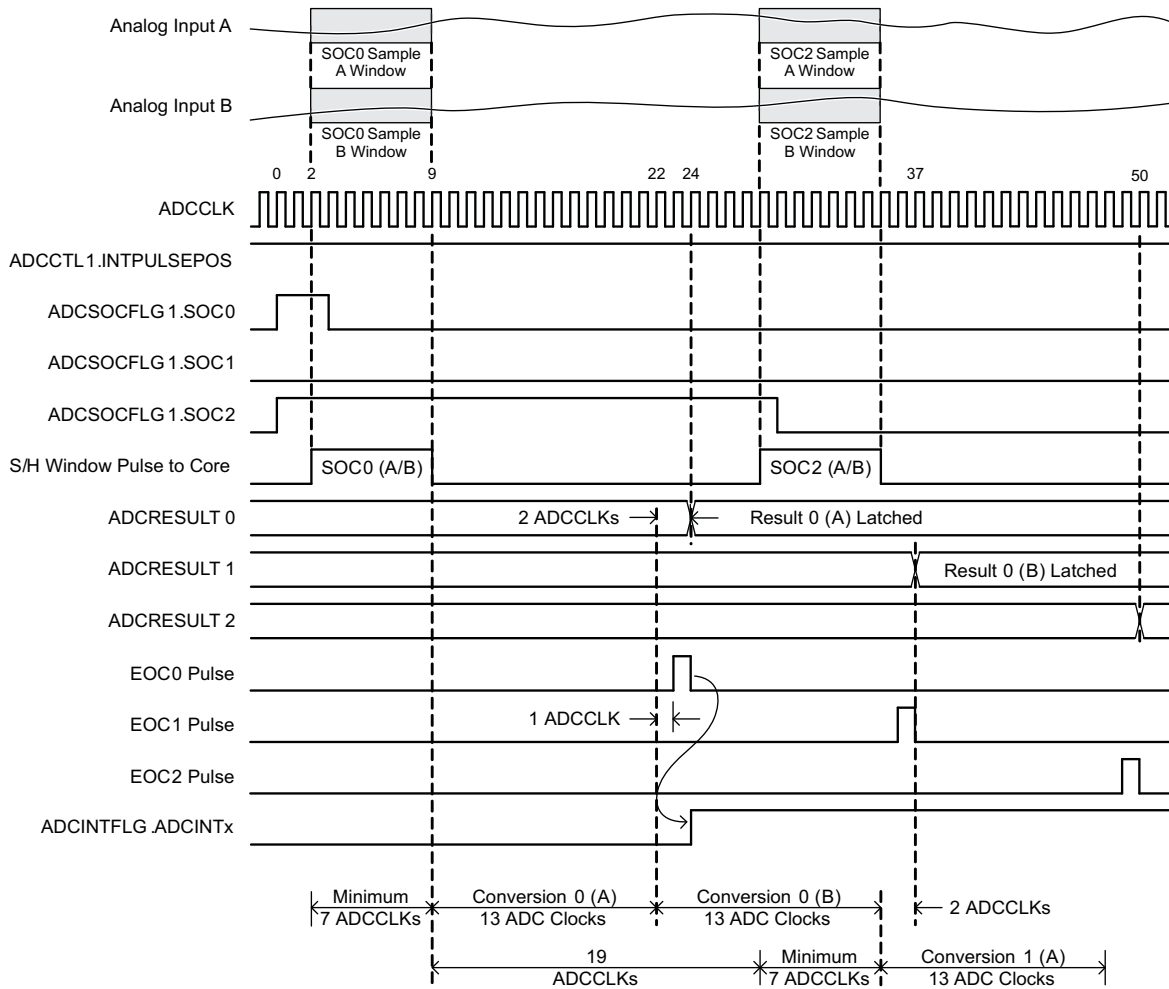 Analog Input A
SOC0 Sample
A Window
SOC2 Sample
A Window
Analog Input B
SOC0 Sample
B Window
SOC2 Sample
B Window
0 2 9 22 24 37 50
ADCCLK
ADCCTL1.INTPULSEPOS
ADCSOCFLG1.SOC0
ADCSOCFLG1.SOC1
ADCSOCFLG1.SOC2
S/H Window Pulse to Core
SOC0 (A/B)
SOC2 (A/B)
ADCRESULT 0
2 ADCCLKs
Result 0 (A) Latched
ADCRESULT 1
Result 0 (B) Latched
ADCRESULT 2
EOC0 Pulse
EOC1 Pulse
1 ADCCLK
EOC2 Pulse
ADCINTFLG.ADCINTx
Minimum
7 ADCCLKs
Conversion 0 (A)
13 ADC Clocks
Conversion 0 (B)
13 ADC Clocks
2 ADCCLKs
19
ADCCLKs
Minimum
7 ADCCLKs
Conversion 1 (A)
13 ADC Clocks